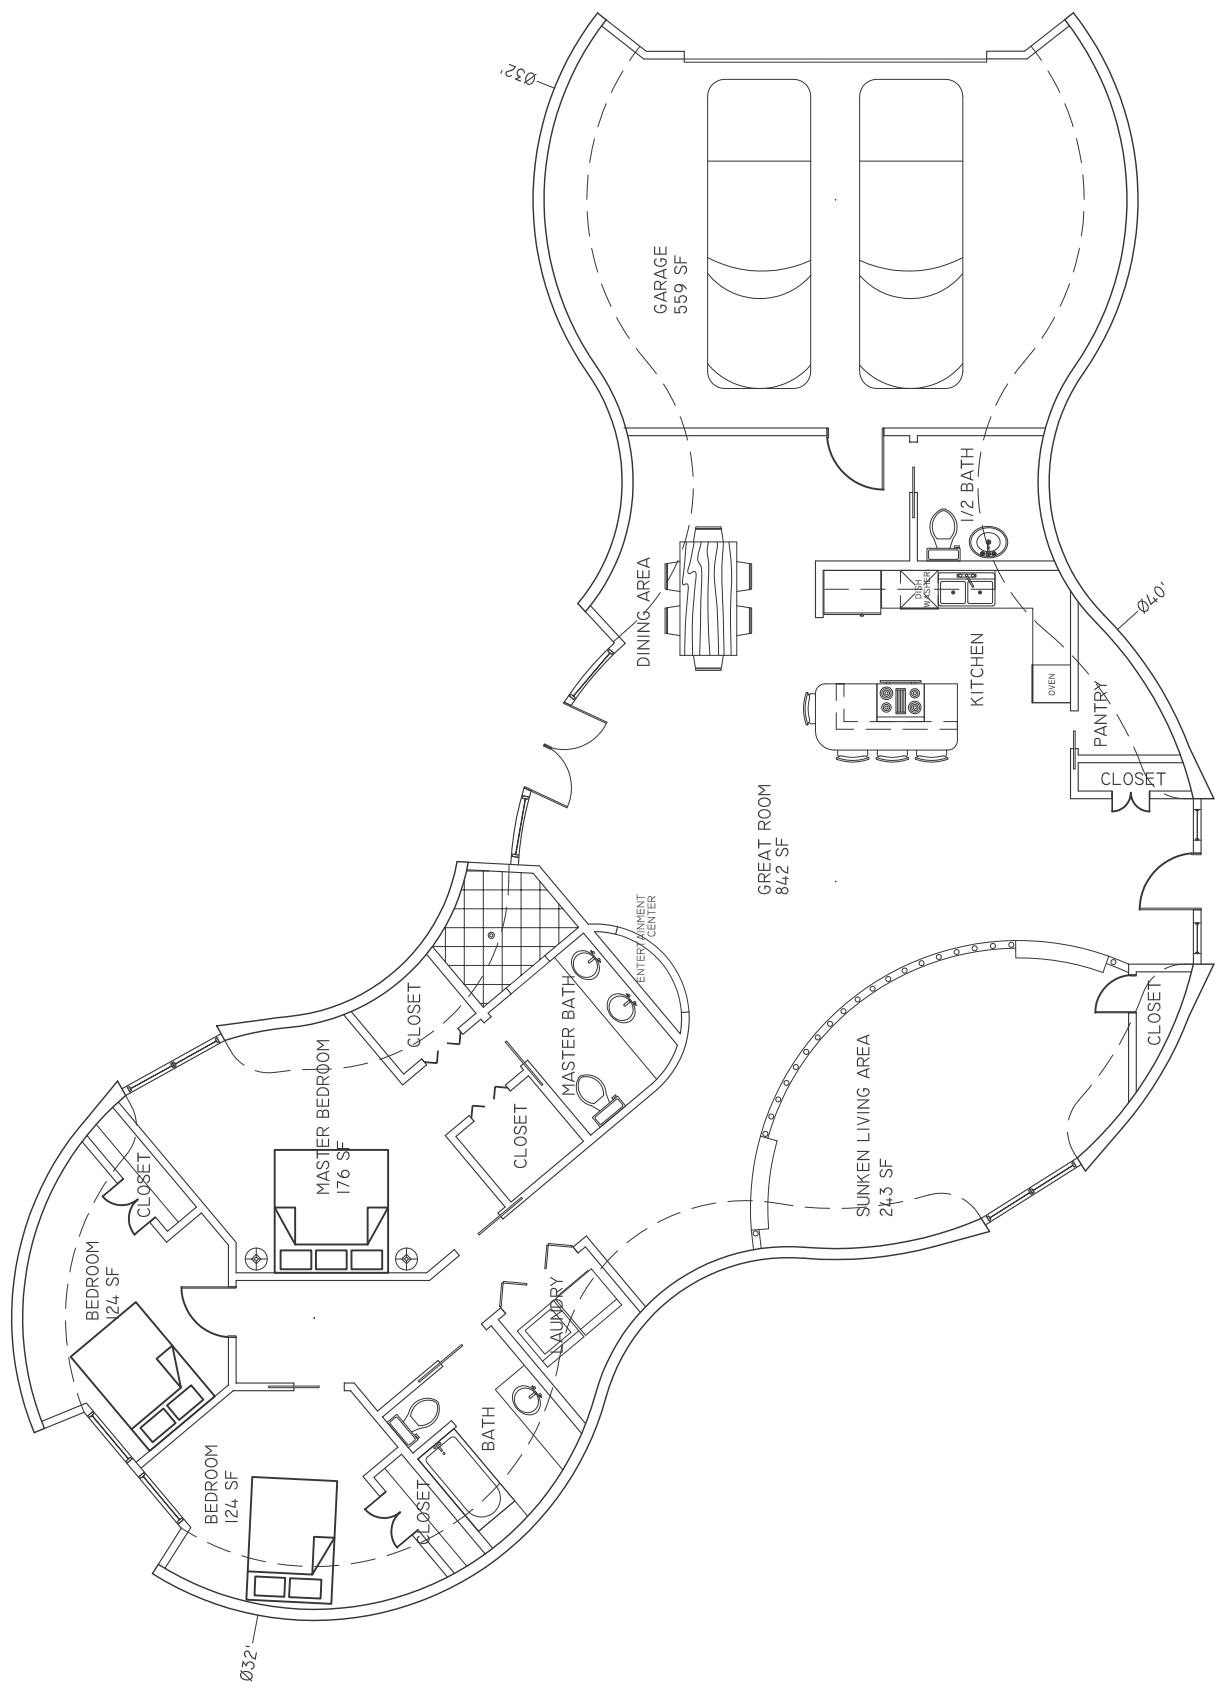 Ø32'
GARAGE
559 SF
1/2 BATH
DINING AREA
DISH
WASHER
Ø40'
KITCHEN
OVEN
PANTRY
CLOSET
GREAT ROOM
842 SF
ENTERTAINMENT
CENTER
CLOSET
MASTER BATH
CLOSET
MASTER BEDROOM
176 SF
CLOSET
SUNKEN LIVING AREA
243 SF
CLOSET
CLOSET
BEDROOM
124 SF
LAUNDRY
BATH
BEDROOM
124 SF
CLOSET
Ø32'